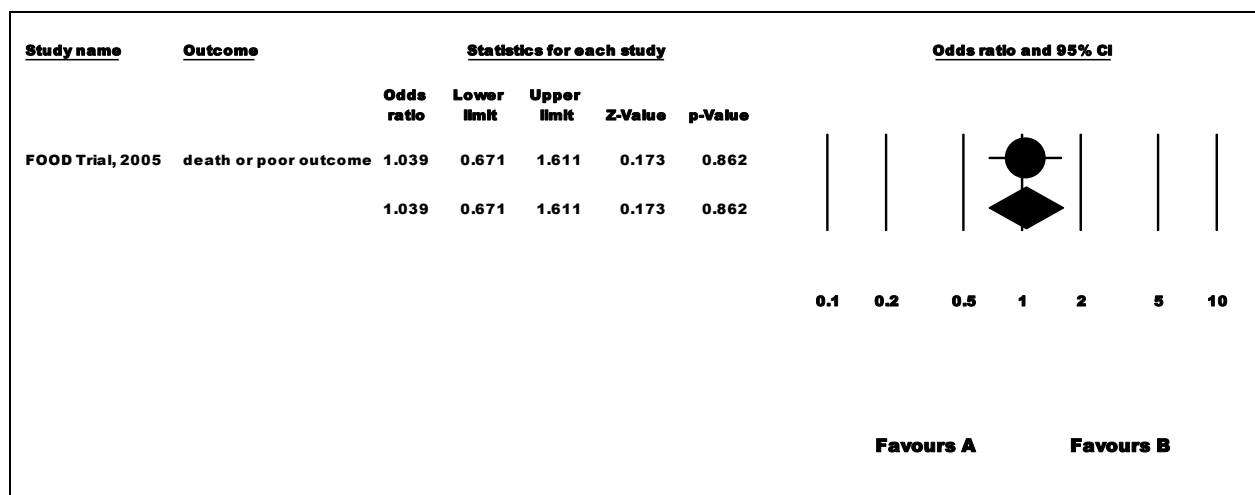 Study name Outcome Statistics for each study Odds ratio and 95% CI
Odds Lower Upper
ratio limit limit Z-Value p-Value
FOOD Trial, 2005 death or poor outcome 1.039 0.671 1.611 0.173 0.862
1.039 0.671 1.611 0.173 0.862
0.1 0.2 0.5 1 2 5 10
Favours A Favours B